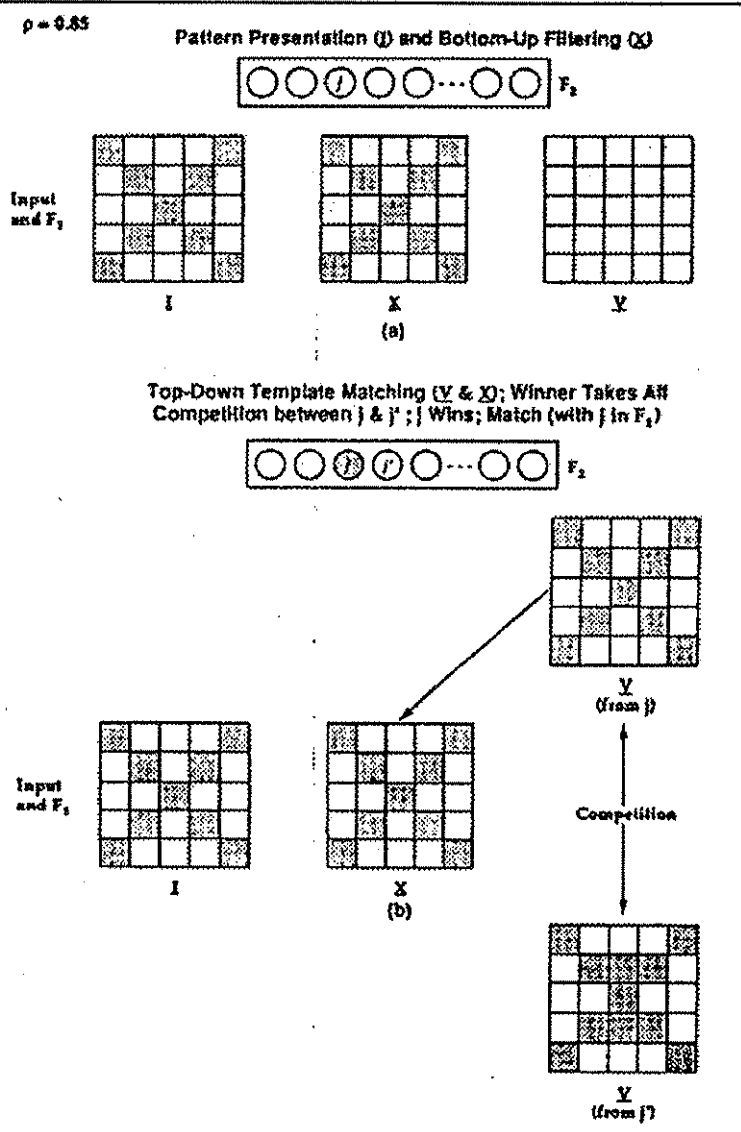 ρ = 0.85
Pattern Presentation (I) and Bottom-Up Filtering (X)
j ... F2
Input
and F1
I X V
(a)
Top-Down Template Matching (V & X); Winner Takes All
Competition between j & j' ; j Wins; Match (with j in F1)
j j' ... F2
V
(from j)
Input
and F1
Competition
I X
(b)
V
(from j')